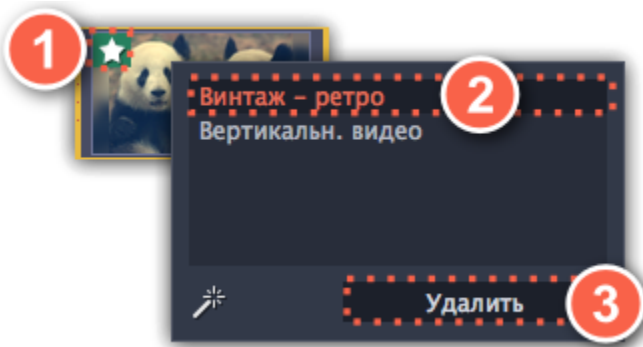 1
Винтаж – ретро
2
Вертикальн. видео
Удалить
3